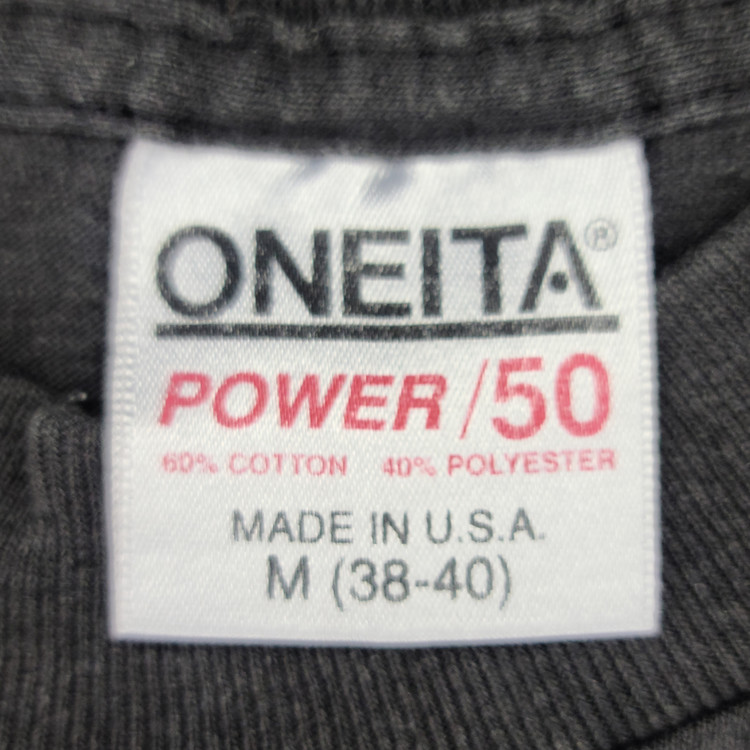 ONEITA®
POWER/50
60% COTTON 40% POLYESTER
MADE IN U.S.A.
M (38-40)